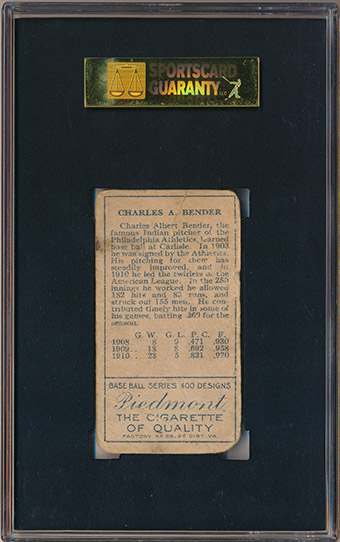 SPORTSCARD
GUARANTY LLC
CHARLES A. BENDER
Charles Albert Bender, the
famous Indian pitcher of the
Philadelphia Athletics, learned
base ball at Carlisle. In 1903
he was signed by the Athletics.
His pitching for them has
steadily improved, and in
1910 he led the twirlers of the
American League. In the 250
innings he worked he allowed
182 hits and 83 runs, and
struck out 155 men. He con-
tributed timely hits in some of
his games, batting 269 for the
season.
G. W. G. L. P. C. F.
1908 8 9 .471 .930
1909 18 8 .692 .958
1910 23 5 .821 .970
BASE BALL SERIES 400 DESIGNS
Piedmont
THE CIGARETTE
OF QUALITY
FACTORY Nº 25, 2ND DIST. VA.